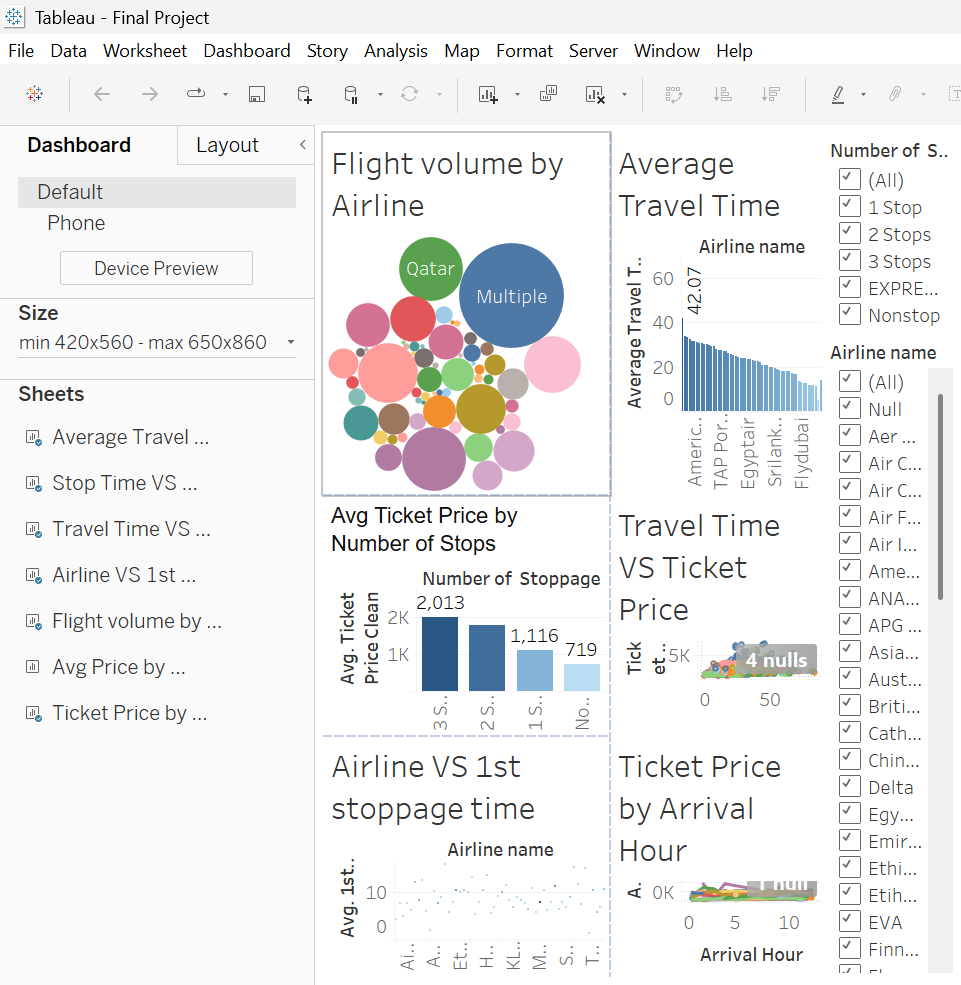 Tableau - Final Project
File Data Worksheet Dashboard Story Analysis Map Format Server Window Help
Dashboard
Layout
Default
Phone
Device Preview
Size
min 420x560 - max 650x860
Sheets
Average Travel ...
Stop Time VS ...
Travel Time VS ...
Airline VS 1st ...
Flight volume by ...
Avg Price by ...
Ticket Price by ...
Flight volume by
Airline
Qatar
Multiple
Avg Ticket Price by
Number of Stops
Number of Stoppage
Avg. Ticket
Price Clean
2K
1K
2,013
1,116
719
3 S..
2 S..
1 S..
No..
Airline VS 1st
stoppage time
Airline name
Avg. 1st..
10
0
Ai..
A..
Et..
H..
KL..
M..
S..
T..
Average
Travel Time
Airline name
Average Travel T..
60
40
20
0
42.07
Americ..
TAP Por..
Egyptair
Srilank..
Flydubai
Travel Time
VS Ticket
Price
Tick
et ..
5K
4 nulls
0 50
Ticket Price
by Arrival
Hour
A.
0K
1 null
0 5 10
Arrival Hour
Number of S..
(All)
1 Stop
2 Stops
3 Stops
EXPRE...
Nonstop
Airline name
(All)
Null
Aer ...
Air C...
Air C...
Air F...
Air I...
Ame...
ANA...
APG ...
Asia...
Aust...
Briti...
Cath...
Chin...
Delta
Egy...
Emir...
Ethi...
Etih...
EVA
Finn...